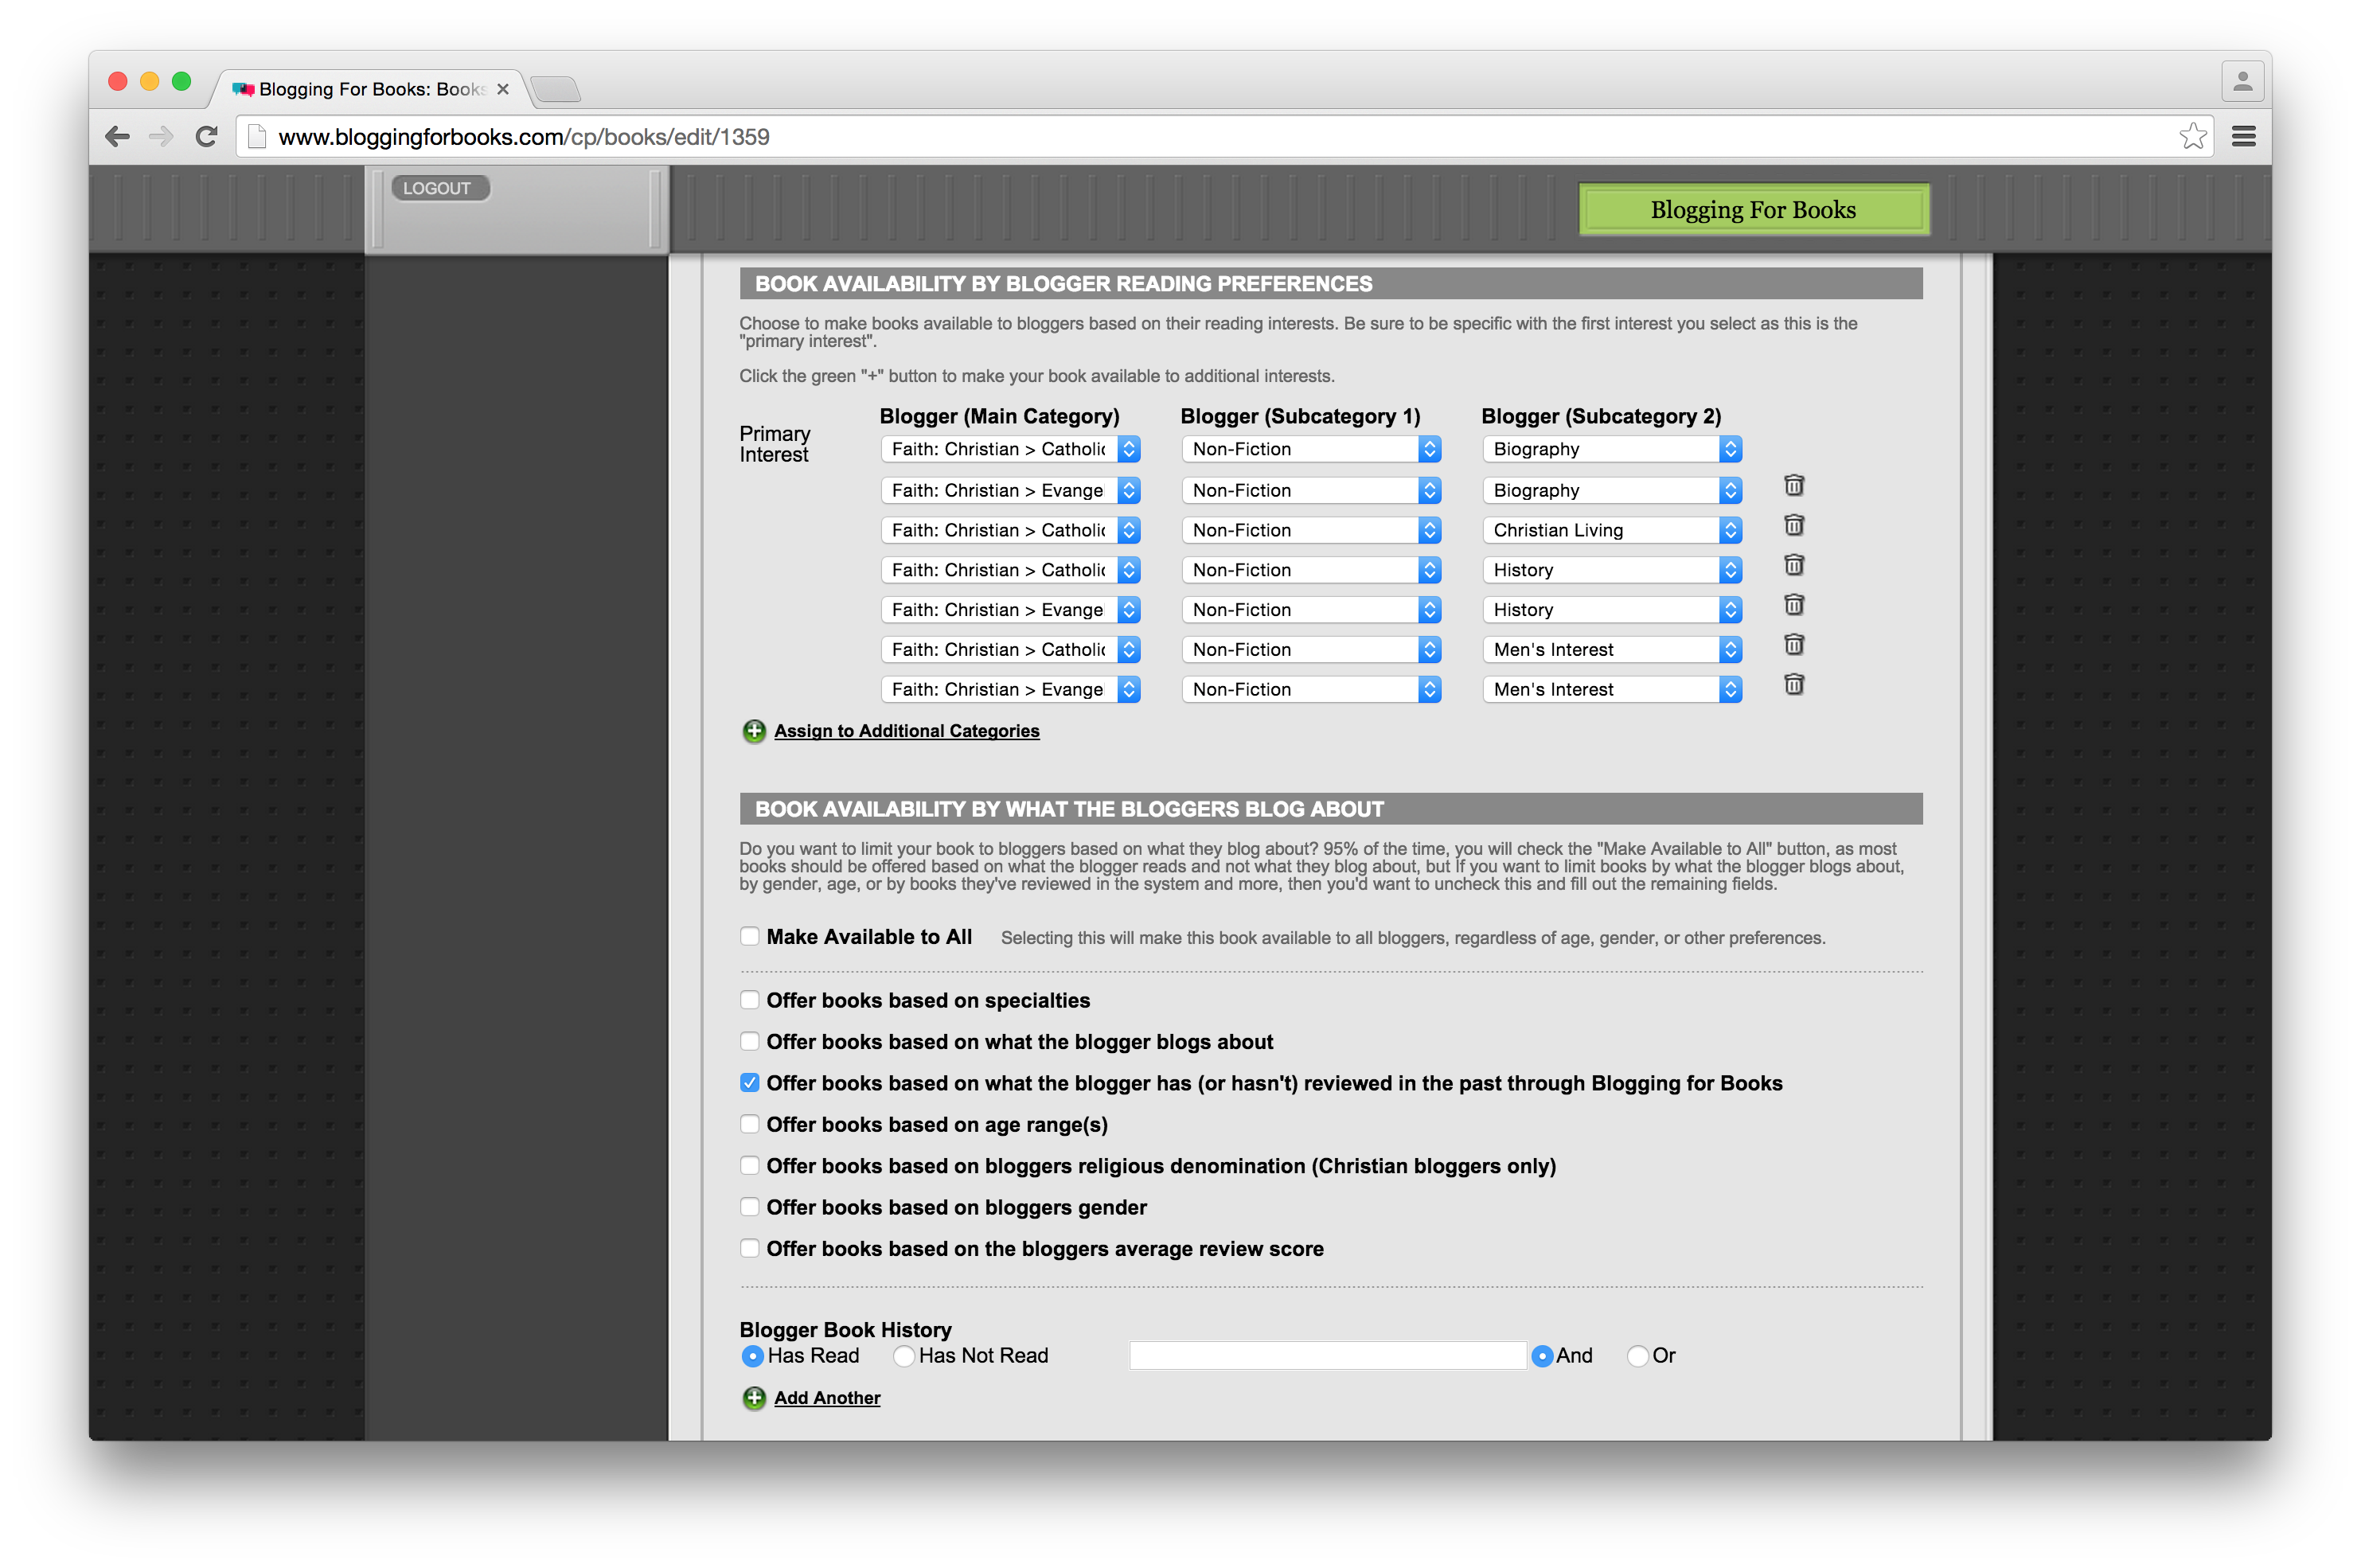 Blogging For Books: Books
www.bloggingforbooks.com/cp/books/edit/1359
LOGOUT
Blogging For Books
BOOK AVAILABILITY BY BLOGGER READING PREFERENCES
Choose to make books available to bloggers based on their reading interests. Be sure to be specific with the first interest you select as this is the
"primary interest".
Click the green "+" button to make your book available to additional interests.
Blogger (Main Category) Blogger (Subcategory 1) Blogger (Subcategory 2)
Primary
Interest
Faith: Christian > Catholic Non-Fiction Biography
Faith: Christian > Evange Non-Fiction Biography
Faith: Christian > Catholic Non-Fiction Christian Living
Faith: Christian > Catholic Non-Fiction History
Faith: Christian > Evange Non-Fiction History
Faith: Christian > Catholic Non-Fiction Men's Interest
Faith: Christian > Evange Non-Fiction Men's Interest
Assign to Additional Categories
BOOK AVAILABILITY BY WHAT THE BLOGGERS BLOG ABOUT
Do you want to limit your book to bloggers based on what they blog about? 95% of the time, you will check the "Make Available to All" button, as most
books should be offered based on what the blogger reads and not what they blog about, but If you want to limit books by what the blogger blogs about,
by gender, age, or by books they've reviewed in the system and more, then you'd want to uncheck this and fill out the remaining fields.
Make Available to All Selecting this will make this book available to all bloggers, regardless of age, gender, or other preferences.
Offer books based on specialties
Offer books based on what the blogger blogs about
Offer books based on what the blogger has (or hasn't) reviewed in the past through Blogging for Books
Offer books based on age range(s)
Offer books based on bloggers religious denomination (Christian bloggers only)
Offer books based on bloggers gender
Offer books based on the bloggers average review score
Blogger Book History
Has Read Has Not Read And Or
Add Another